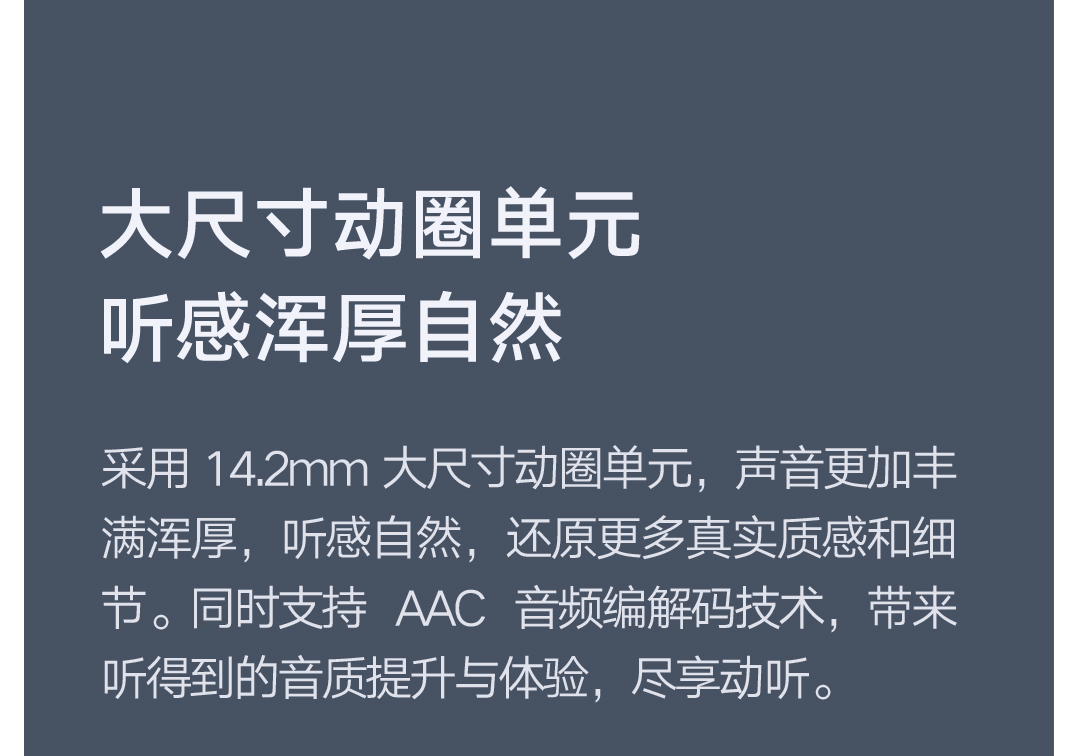 大尺寸动圈单元
听感浑厚自然
采用 14.2mm 大尺寸动圈单元，声音更加丰
满浑厚，听感自然，还原更多真实质感和细
节。同时支持 AAC 音频编解码技术，带来
听得到的音质提升与体验，尽享动听。